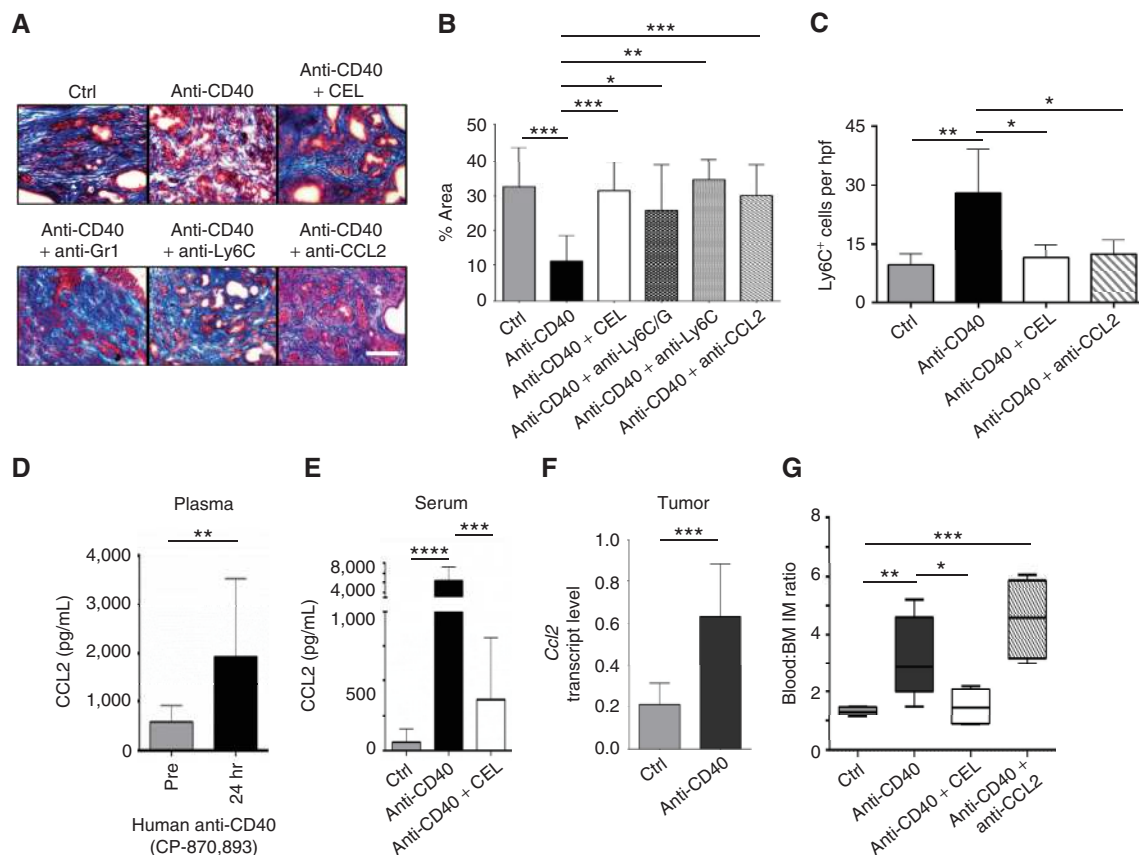 A
Ctrl
Anti-CD40
Anti-CD40
+ CEL
Anti-CD40
+ anti-Gr1
Anti-CD40
+ anti-Ly6C
Anti-CD40
+ anti-CCL2
B
***
**
*
***
***
50
40
30
20
10
0
% Area
Ctrl
Anti-CD40
Anti-CD40 + CEL
Anti-CD40 + anti-Ly6C/G
Anti-CD40 + anti-Ly6C
Anti-CD40 + anti-CCL2
C
*
**
*
45
30
15
0
Ly6C+ cells per hpf
Ctrl
Anti-CD40
Anti-CD40 + CEL
Anti-CD40 + anti-CCL2
D
Plasma
**
4,000
3,000
2,000
1,000
0
CCL2 (pg/mL)
Pre
24 hr
Human anti-CD40
(CP-870,893)
E
Serum
***
****
8,000
4,000
1,000
500
0
CCL2 (pg/mL)
Ctrl
Anti-CD40
Anti-CD40 + CEL
F
Tumor
***
1.0
0.8
0.6
0.4
0.2
0.0
Ccl2
transcript level
Ctrl
Anti-CD40
G
***
**
*
8
6
4
2
0
Blood:BM IM ratio
Ctrl
Anti-CD40
Anti-CD40 + CEL
Anti-CD40 +
anti-CCL2